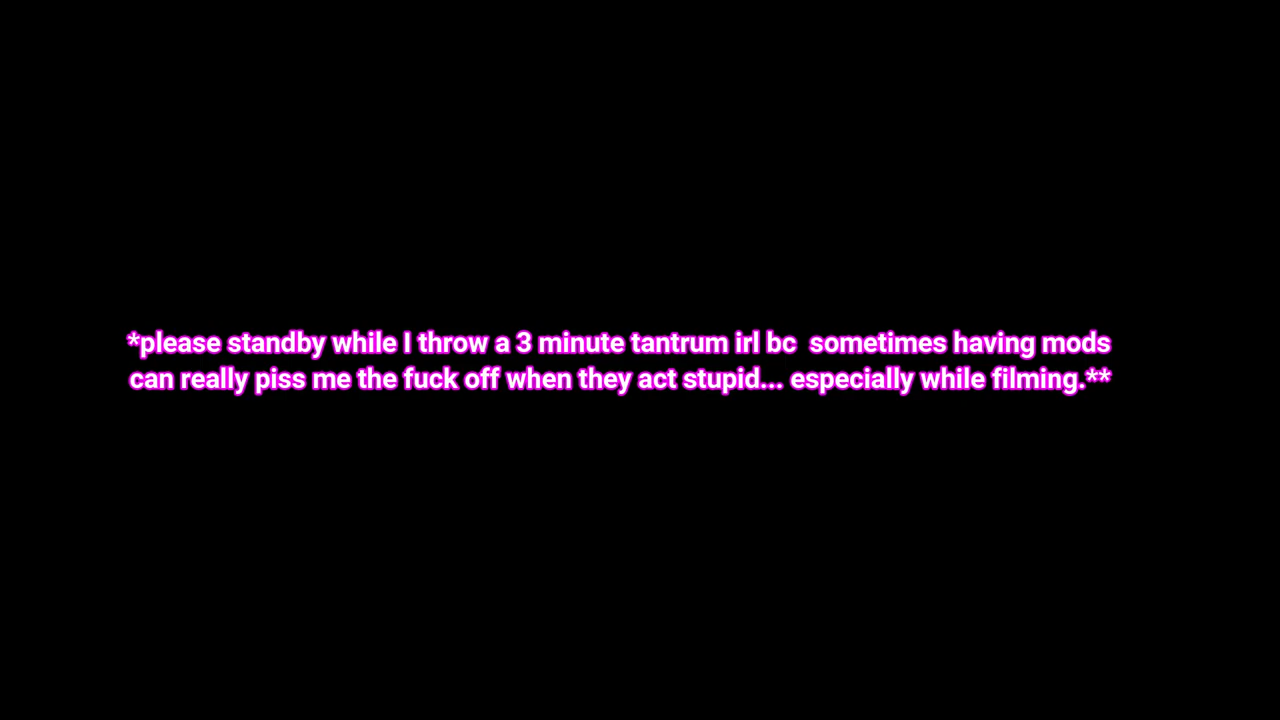 *please standby while I throw a 3 minute tantrum irl bc  sometimes having mods
can really piss me the fuck off when they act stupid... especially while filming.**